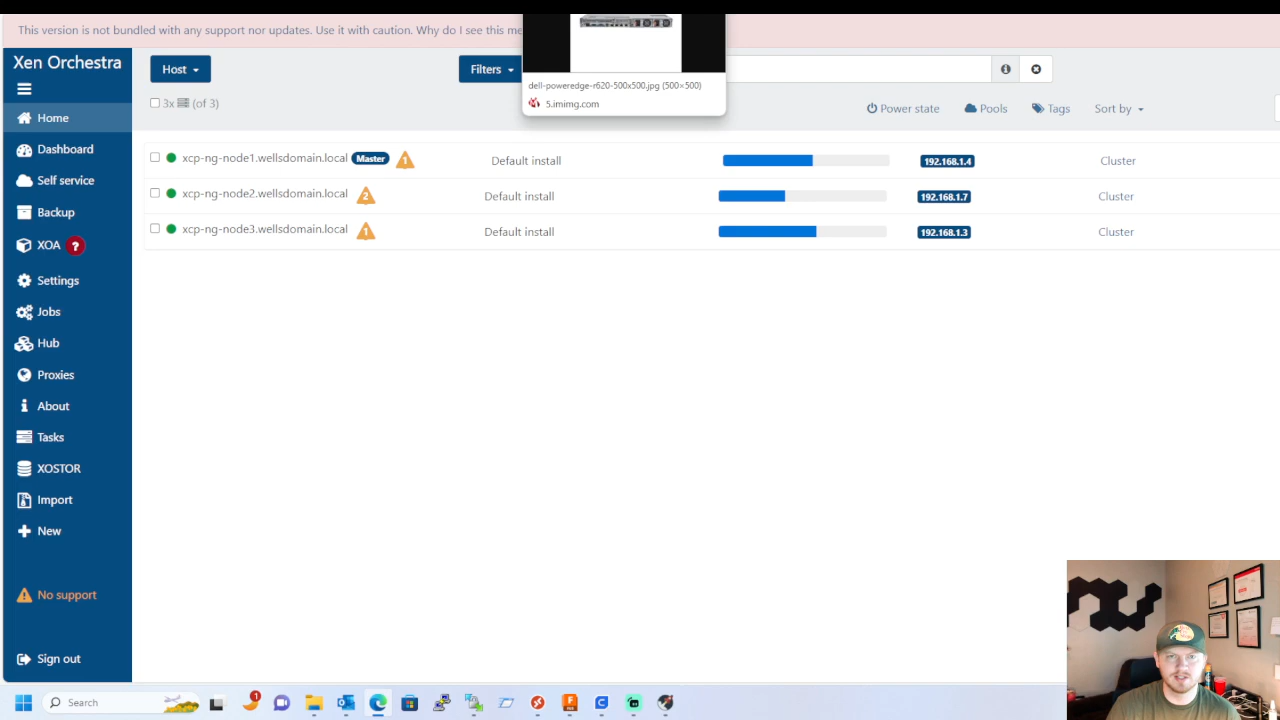 This version is not bundled with any support nor updates. Use it with caution. Why do I see this me
dell-poweredge-r620-500x500.jpg (500×500)
5.imimg.com
Xen Orchestra
Host
Filters
3x (of 3)
Power state
Pools
Tags
Sort by
Home
Dashboard
Self service
Backup
XOA ?
Settings
Jobs
Hub
Proxies
About
Tasks
XOSTOR
Import
New
No support
Sign out
xcp-ng-node1.wellsdomain.local Master 1 Default install 192.168.1.4 Cluster
xcp-ng-node2.wellsdomain.local 2 Default install 192.168.1.7 Cluster
xcp-ng-node3.wellsdomain.local 1 Default install 192.168.1.3 Cluster
Search
1